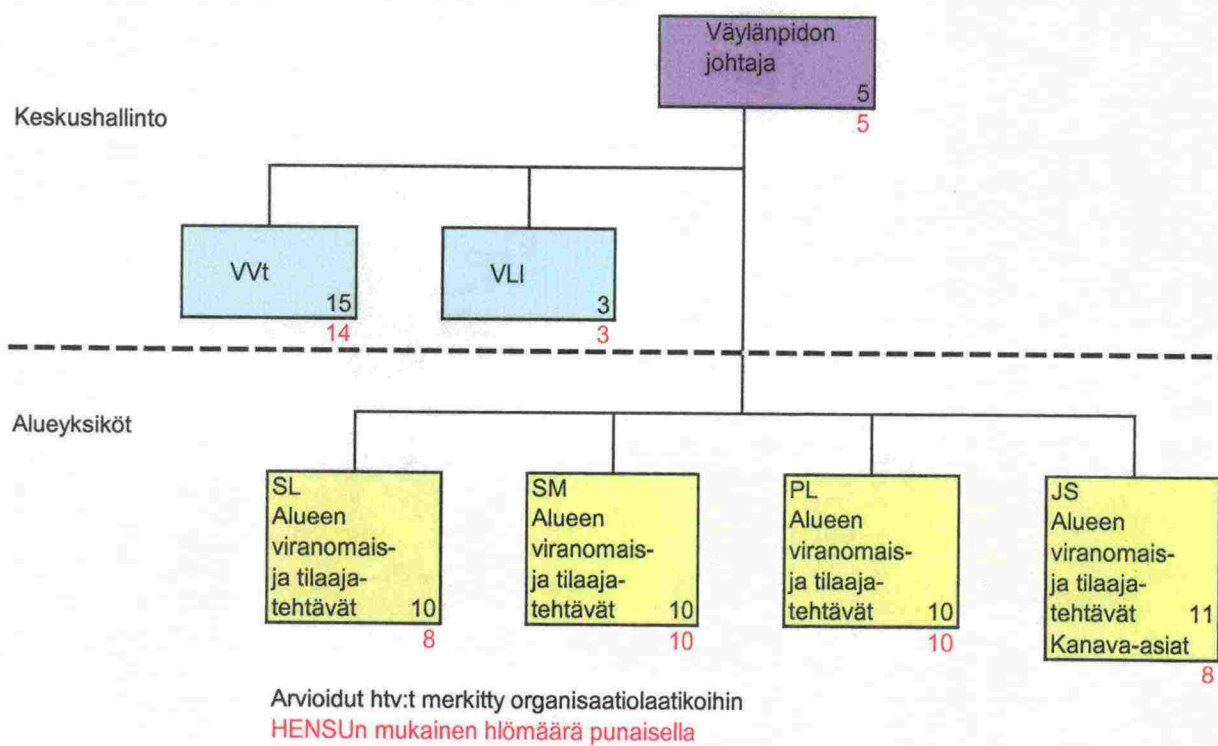 Väylänpidon
johtaja
5
5
Keskushallinto
VVt
15
14
VLI
3
3
Alueyksiköt
SL
Alueen
viranomais-
ja tilaaja-
tehtävät 10
8
SM
Alueen
viranomais-
ja tilaaja-
tehtävät 10
10
PL
Alueen
viranomais-
ja tilaaja-
tehtävät 10
10
JS
Alueen
viranomais-
ja tilaaja-
tehtävät 11
Kanava-asiat
8
Arvioidut htv:t merkitty organisaatiolaatikoihin
HENSUn mukainen hlömäärä punaisella